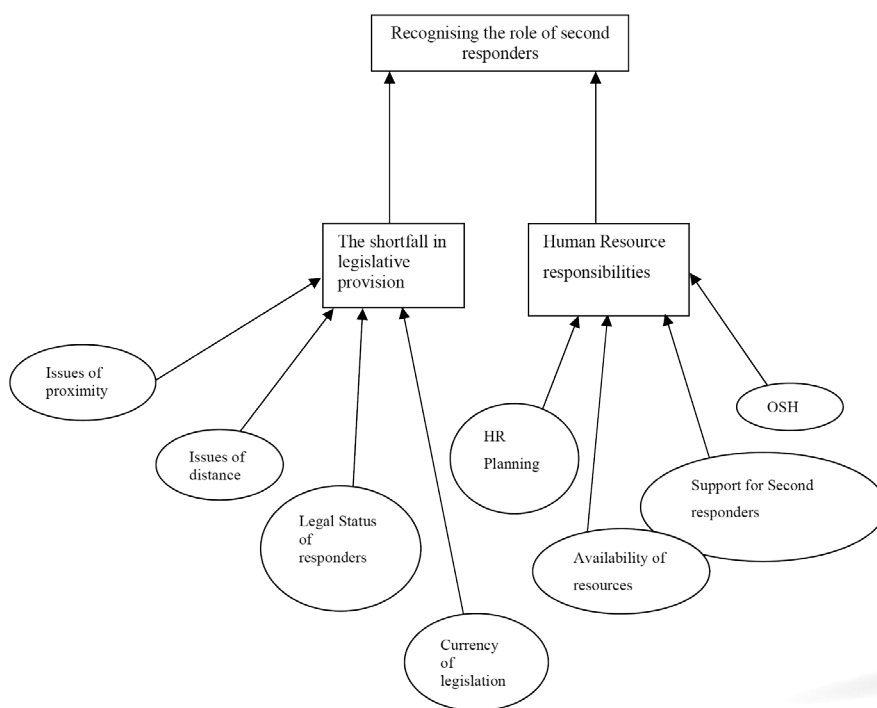 Recognising the role of second
responders
The shortfall in
legislative
provision
Human Resource
responsibilities
Issues of
proximity
Issues of
distance
Legal Status
of
responders
Currency
of
legislation
HR
Planning
Availability of
resources
Support for Second
responders
OSH